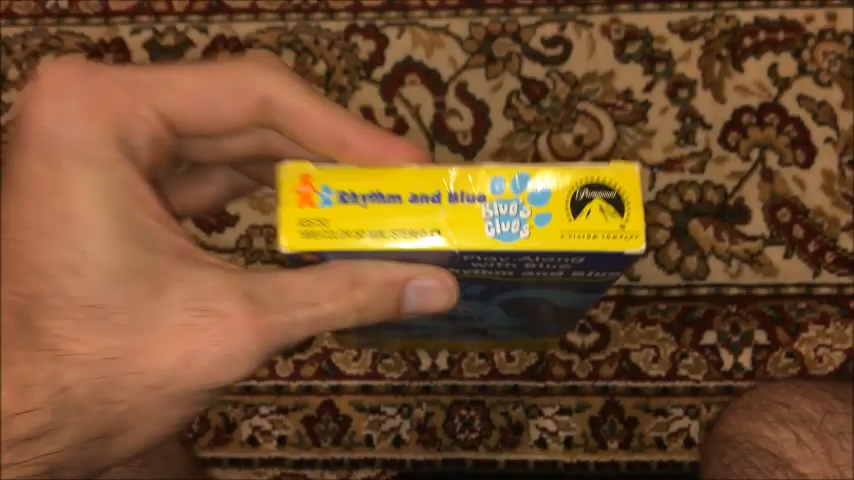 Rhythm and Blue
Blue's
Clues
Paramount
A VIACOM COMPANY
Play-Along
with Blue
Rhythm and Blue